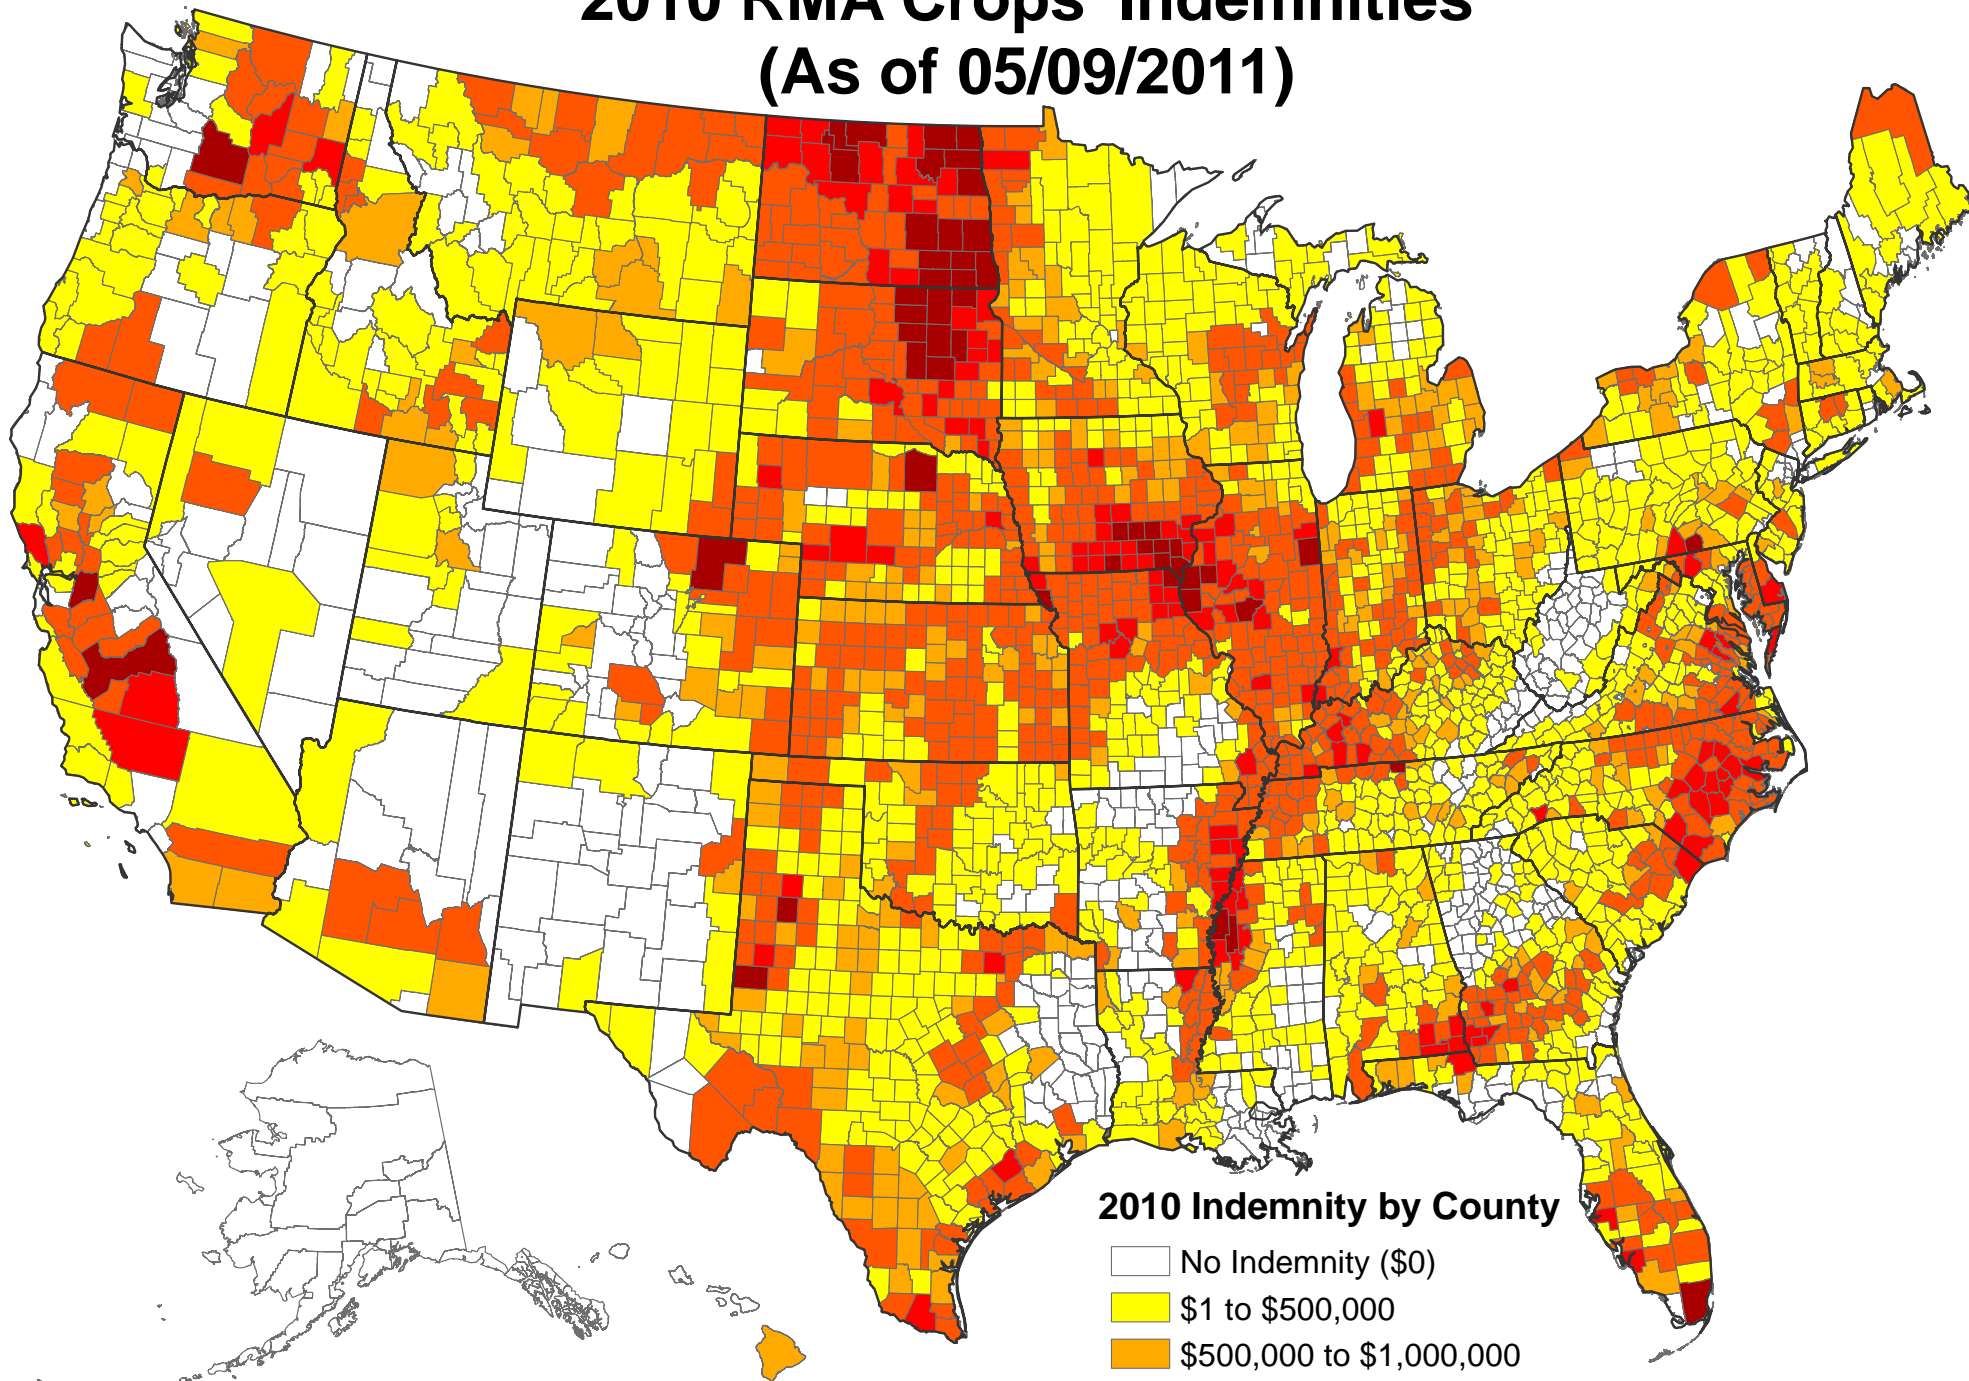 2010 RMA Crops' Indemnities
(As of 05/09/2011)
2010 Indemnity by County
No Indemnity ($0)
$1 to $500,000
$500,000 to $1,000,000